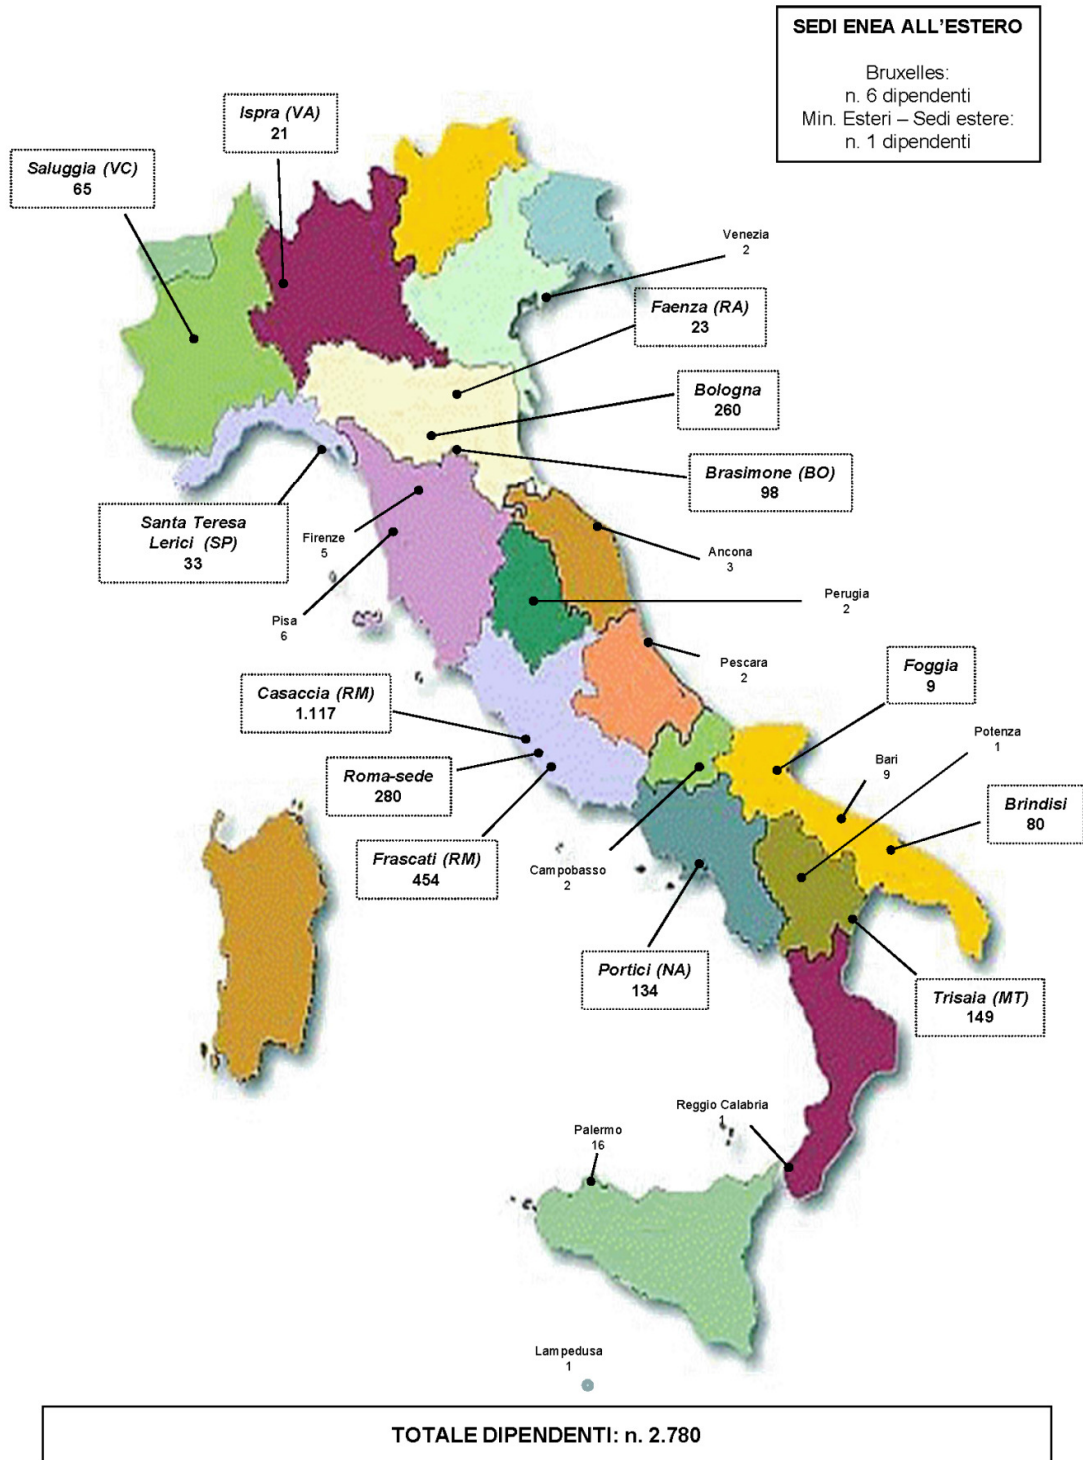 SEDI ENEA ALL'ESTERO
Bruxelles:
n. 6 dipendenti
Min. Esteri – Sedi estere:
n. 1 dipendenti
Ispra (VA)
21
Saluggia (VC)
65
Venezia
2
Faenza (RA)
23
Bologna
260
Brasimone (BO)
98
Santa Teresa
Lerici (SP)
33
Firenze
5
Ancona
3
Pisa
6
Perugia
2
Pescara
2
Foggia
9
Casaccia (RM)
1.117
Potenza
1
Roma-sede
280
Bari
9
Brindisi
80
Frascati (RM)
454
Campobasso
2
Portici (NA)
134
Trisaia (MT)
149
Reggio Calabria
1
Palermo
16
Lampedusa
1
TOTALE DIPENDENTI: n. 2.780